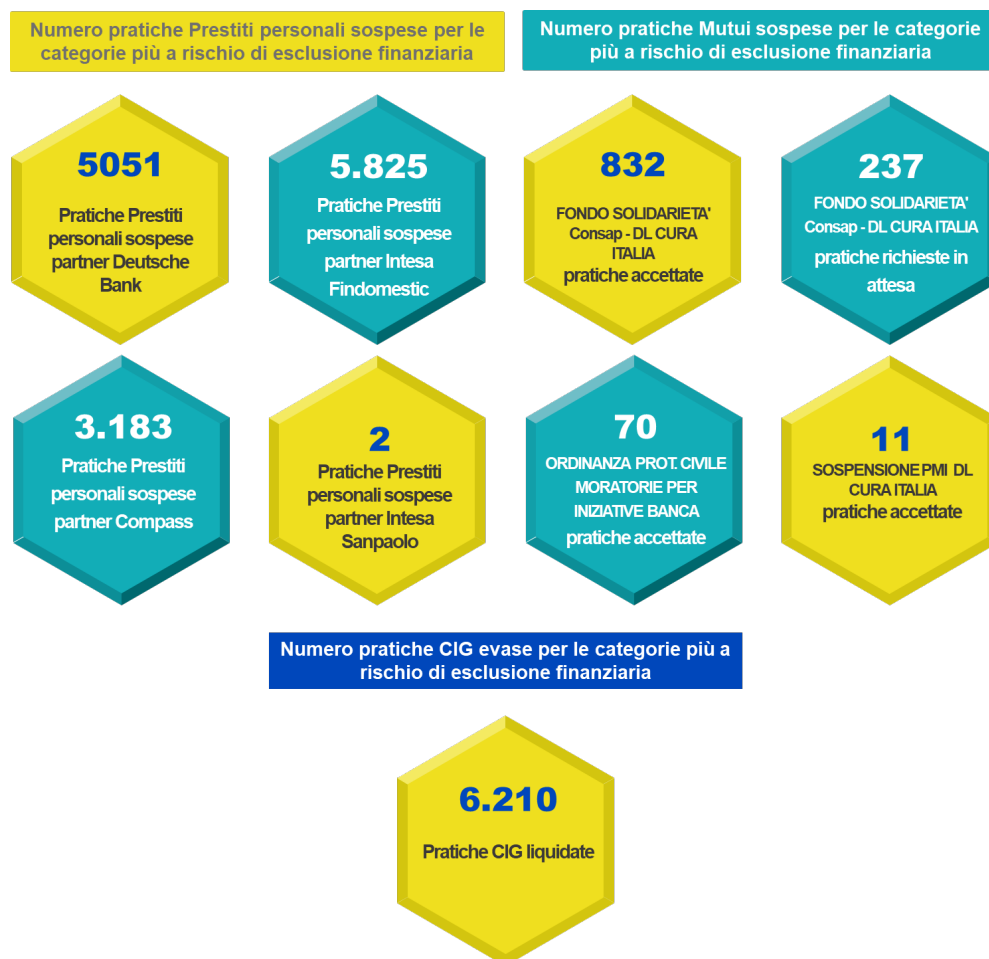 Numero pratiche Prestiti personali sospese per le
categorie più a rischio di esclusione finanziaria
Numero pratiche Mutui sospese per le categorie
più a rischio di esclusione finanziaria
5051
Pratiche Prestiti
personali sospese
partner Deutsche
Bank
5.825
Pratiche Prestiti
personali sospese
partner Intesa
Findomestic
832
FONDO SOLIDARIETA'
Consap - DL CURA
ITALIA
pratiche accettate
237
FONDO SOLIDARIETA'
Consap - DL CURA ITALIA
pratiche richieste in
attesa
3.183
Pratiche Prestiti
personali sospese
partner Compass
2
Pratiche Prestiti
personali sospese
partner Intesa
Sanpaolo
70
ORDINANZA PROT. CIVILE
MORATORIE PER
INIZIATIVE BANCA
pratiche accettate
11
SOSPENSIONE PMI DL
CURA ITALIA
pratiche accettate
Numero pratiche CIG evase per le categorie più a
rischio di esclusione finanziaria
6.210
Pratiche CIG liquidate